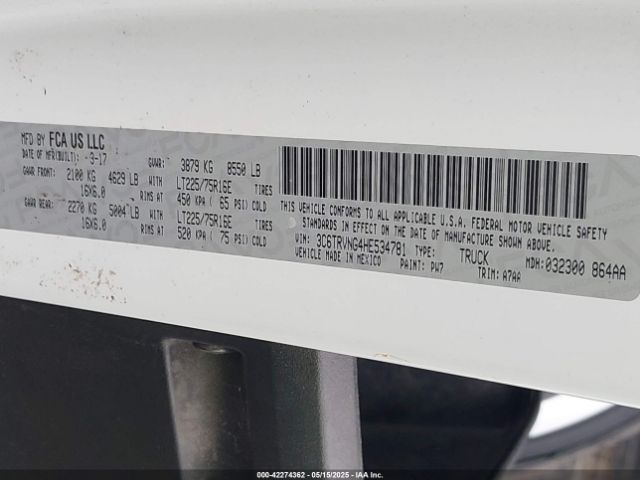 MFD BY FCA US LLC
DATE OF MFR(BUILT): -3-17 GVWR: 3879 KG 8550 LB
GAWR FRONT: 2100 KG 4629 LB WITH LT225/75R16E TIRES
16X6.0 RIMS AT 450 KPA ( 65 PSI) COLD
GAWR REAR: 2270 KG 5004 LB WITH LT225/75R16E TIRES
16X6.0 RIMS AT 520 KPA ( 75 PSI) COLD
THIS VEHICLE CONFORMS TO ALL APPLICABLE U.S.A. FEDERAL MOTOR VEHICLE SAFETY
STANDARDS IN EFFECT ON THE DATE OF MANUFACTURE SHOWN ABOVE.
VIN: 3C6TRVNG4HE534781 TYPE: TRUCK MDH: 032300 864AA
VEHICLE MADE IN MEXICO PAINT: PW7 TRIM: A7AA
000-42274362 05/15/2025 IAA Inc.